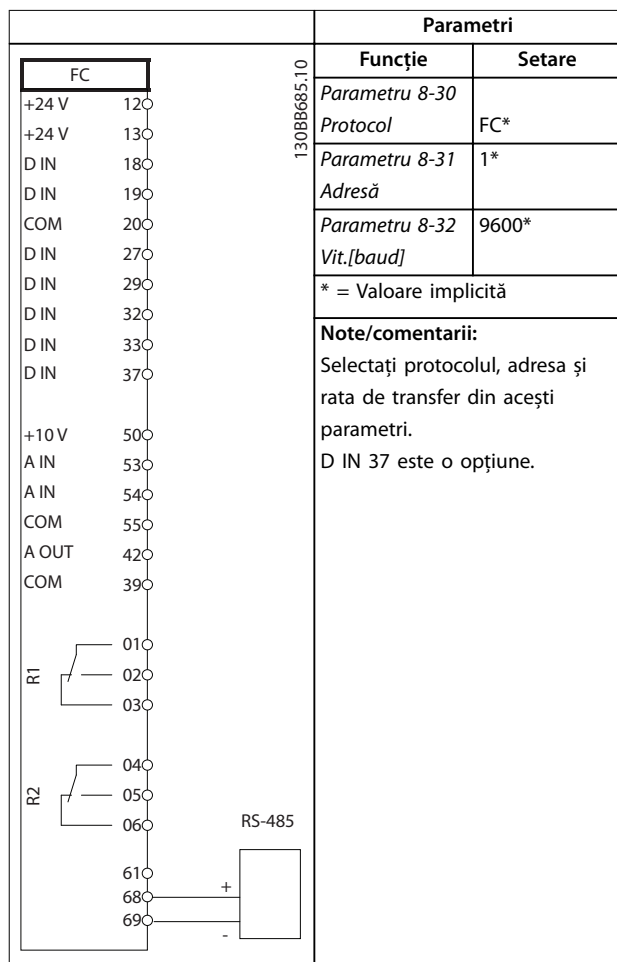 FC
130BB685.10
+24 V 12
+24 V 13
D IN 18
D IN 19
COM 20
D IN 27
D IN 29
D IN 32
D IN 33
D IN 37
+10 V 50
A IN 53
A IN 54
COM 55
A OUT 42
COM 39
R1
01
02
03
R2
04
05
06
RS-485
61
68 +
69 -
Parametri
Funcție Setare
Parametru 8-30
Protocol FC*
Parametru 8-31 1*
Adresă
Parametru 8-32 9600*
Vit.[baud]
* = Valoare implicită
Note/comentarii:
Selectați protocolul, adresa și
rata de transfer din acești
parametri.
D IN 37 este o opțiune.